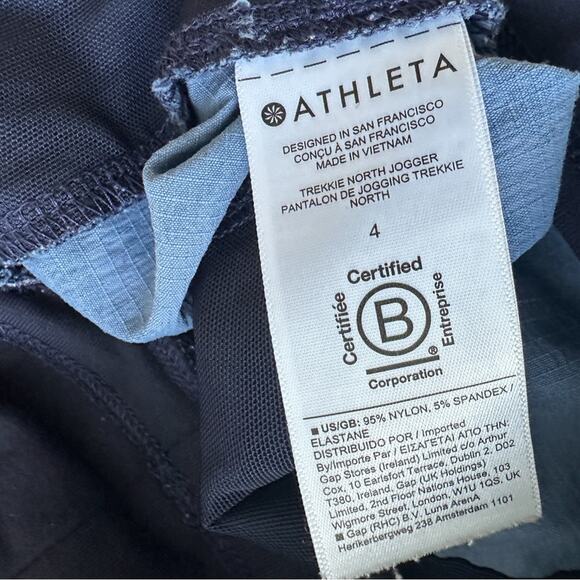 ATHLETA
DESIGNED IN SAN FRANCISCO
CONÇU À SAN FRANCISCO
MADE IN VIETNAM
TREKKIE NORTH JOGGER
PANTALON DE JOGGING TREKKIE
NORTH
4
Certified
Certifiée
B
Entreprise
®
Corporation
■ US/GB: 95% NYLON, 5% SPANDEX /
ELASTANE
DISTRIBUIDO POR / Imported
By/Importe Par / ΕΙΣΑΓΕΤΑΙ ΑΠΟ ΤΗΝ:
Gap Stores (Ireland) Limited c/o Arthur
Cox, 10 Earlsfort Terrace, Dublin 2. D02
T380, Ireland, Gap (UK Holdings)
Limited, 2nd Floor Nations House, 103
Wigmore Street, London, W1U 1QS, UK
■ Gap (RHC) B.V. Luna ArenA
Herikerbergweg 238 Amsterdam 1101